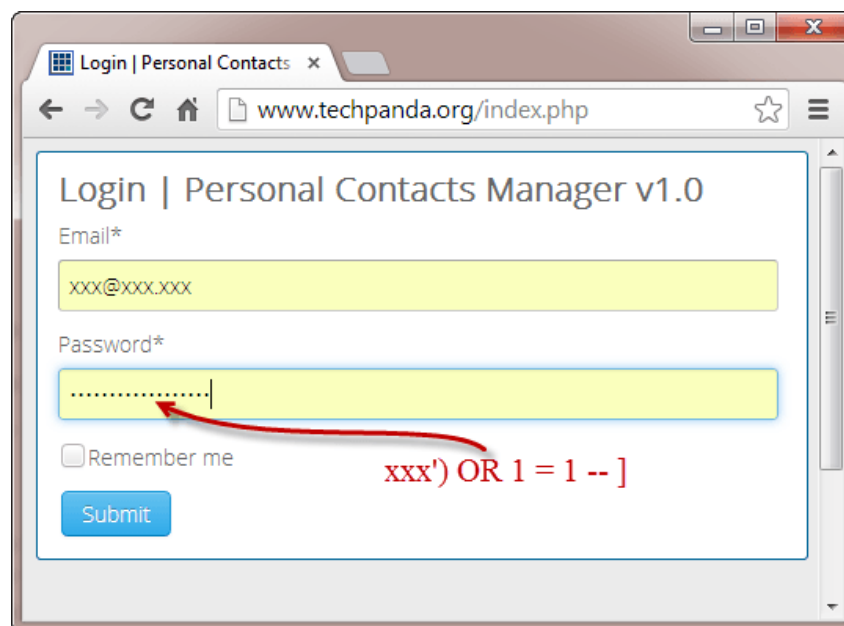 Login | Personal Contacts
www.techpanda.org/index.php
Login | Personal Contacts Manager v1.0
Email*
xxx@xxx.xxx
Password*
..................
Remember me
xxx') OR 1 = 1 -- ]
Submit